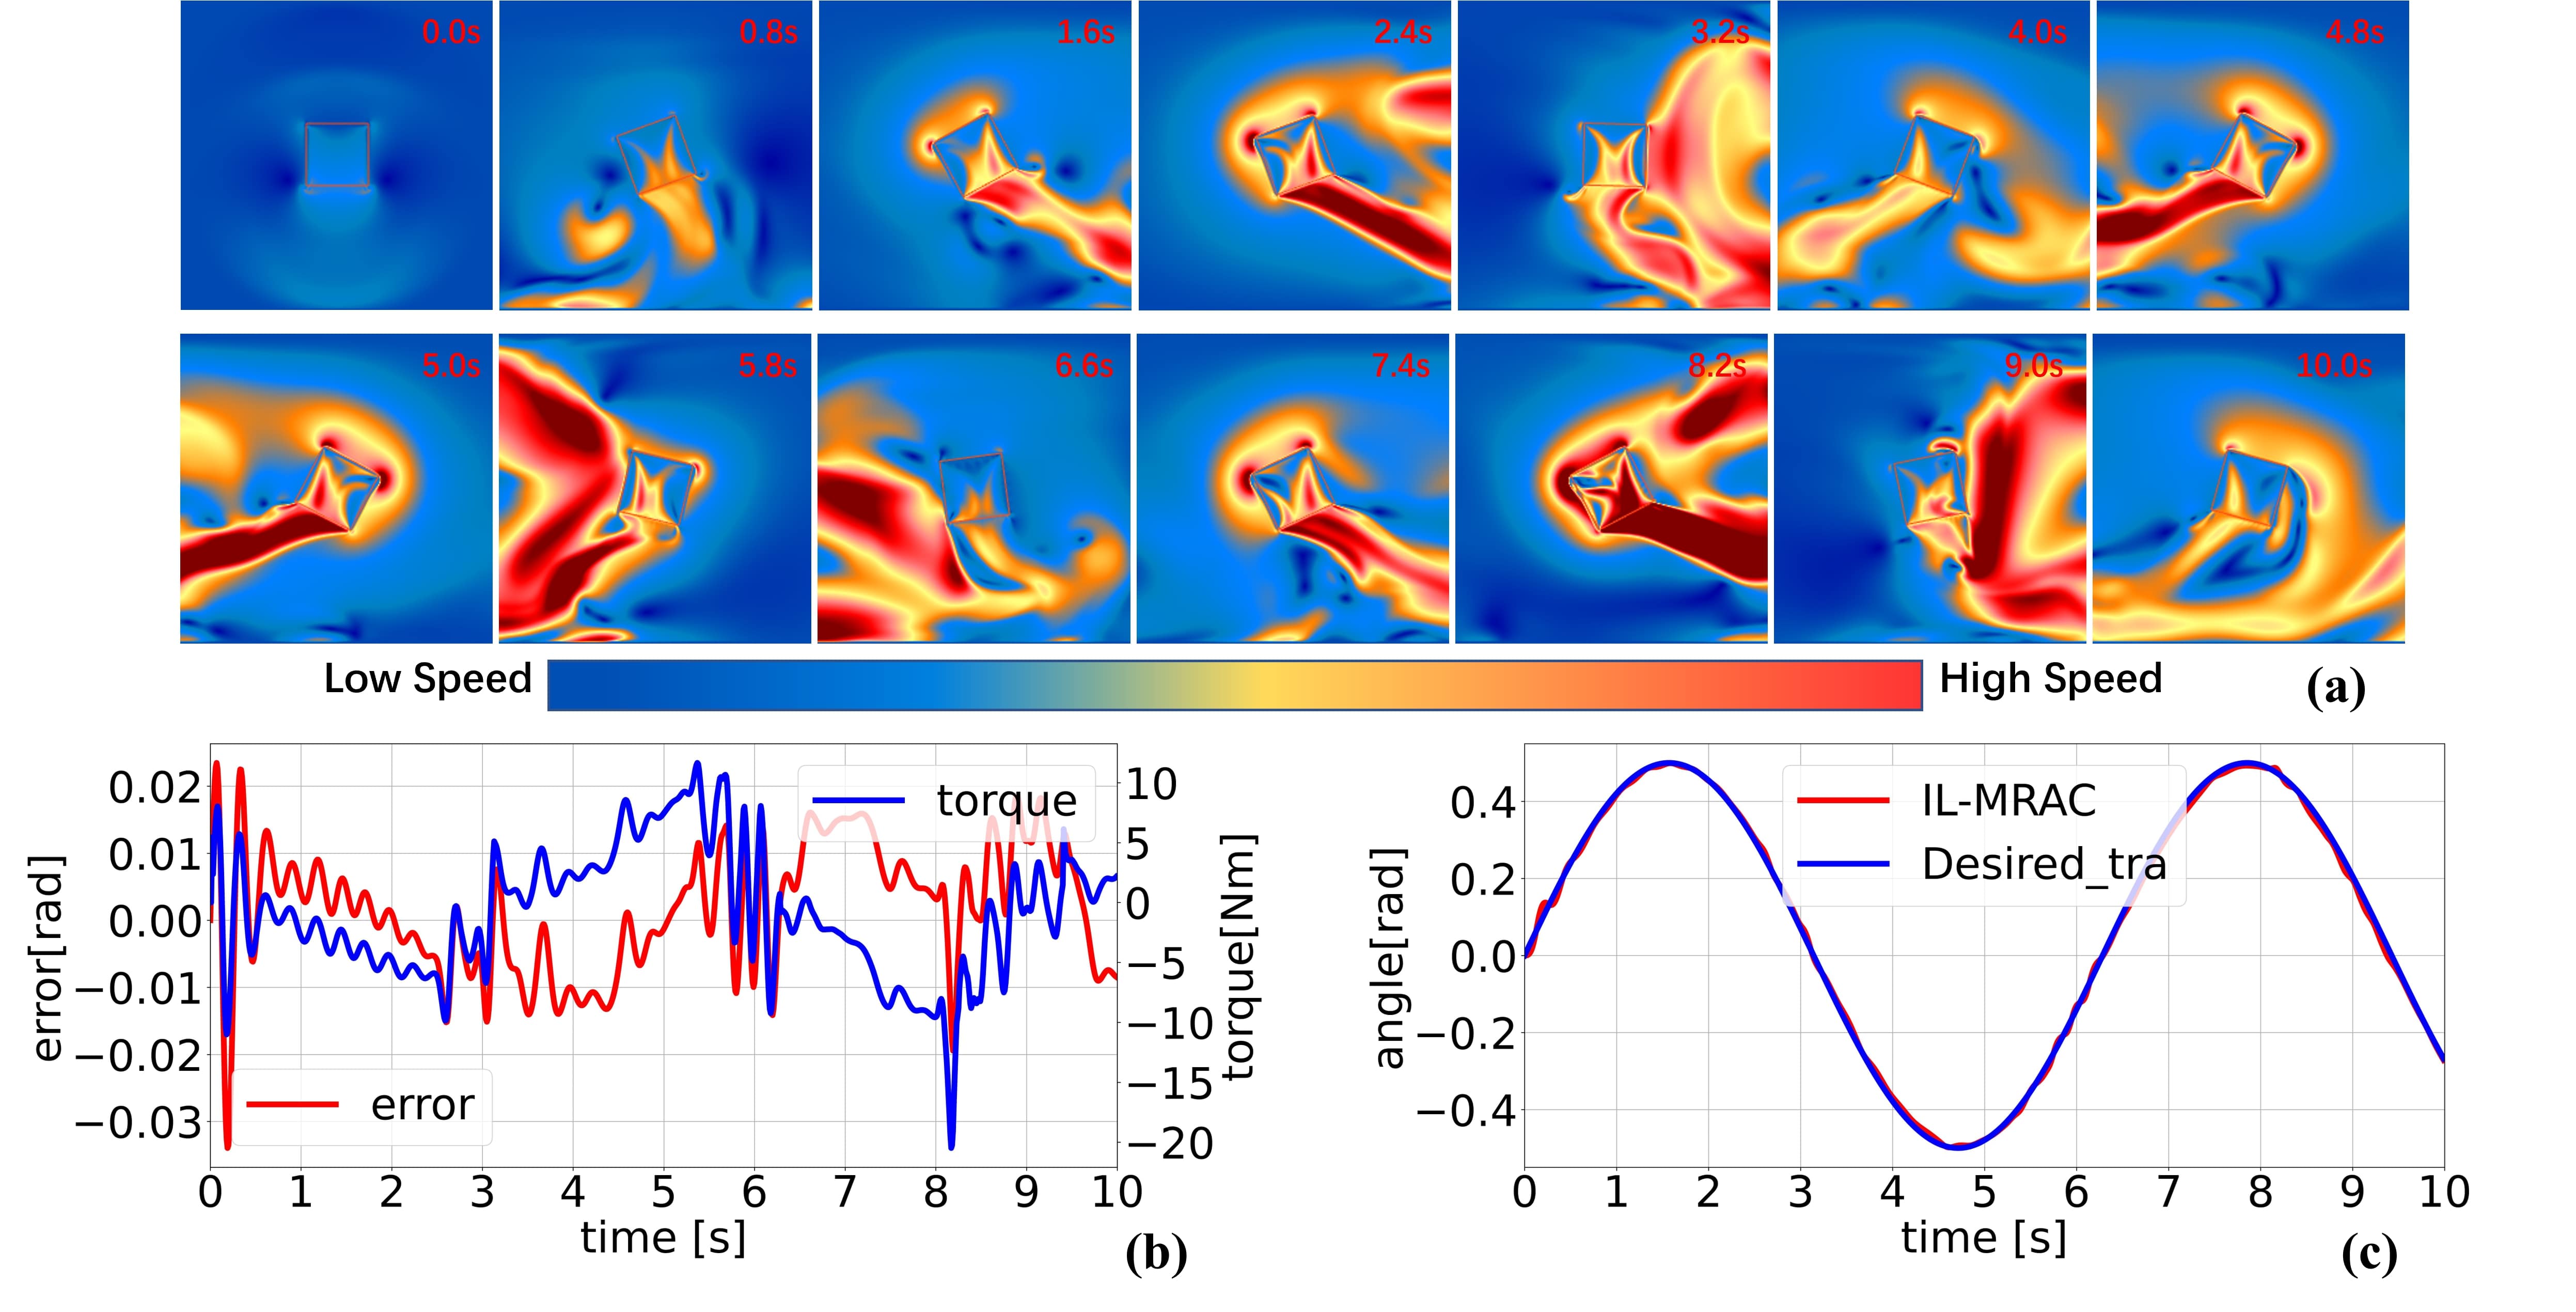 0.0s 0.8s 1.6s 2.4s 3.2s 4.0s 4.8s
5.0s 5.8s 6.6s 7.4s 8.2s 9.0s 10.0s
Low Speed High Speed (a)
error[rad]
0.02
0.01
0.00
−0.01
−0.02
−0.03
torque
error
10
5
0
−5
−10
−15
−20
torque[Nm]
0 1 2 3 4 5 6 7 8 9 10
time [s]
(b)
angle[rad]
0.4
0.2
0.0
−0.2
−0.4
IL-MRAC
Desired_tra
0 1 2 3 4 5 6 7 8 9 10
time [s]
(c)